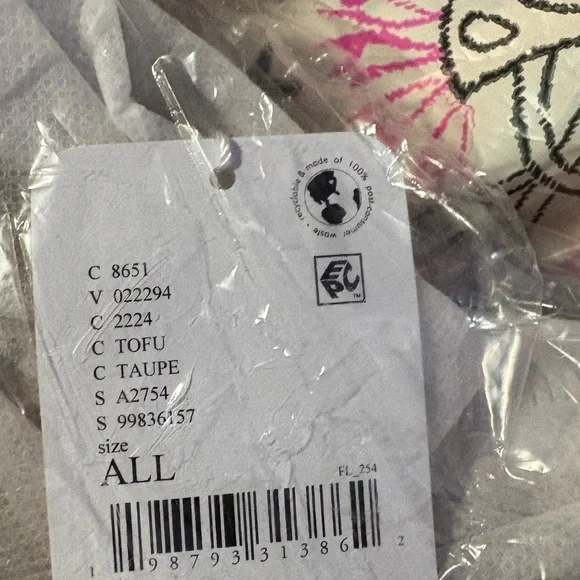 recyclable & made of 100% post-consumer waste •
EPC™
C 8651
V 022294
C 2224
C TOFU
C TAUPE
S A2754
S 99836157
size
ALL
FL_254
1 98793 31386 2